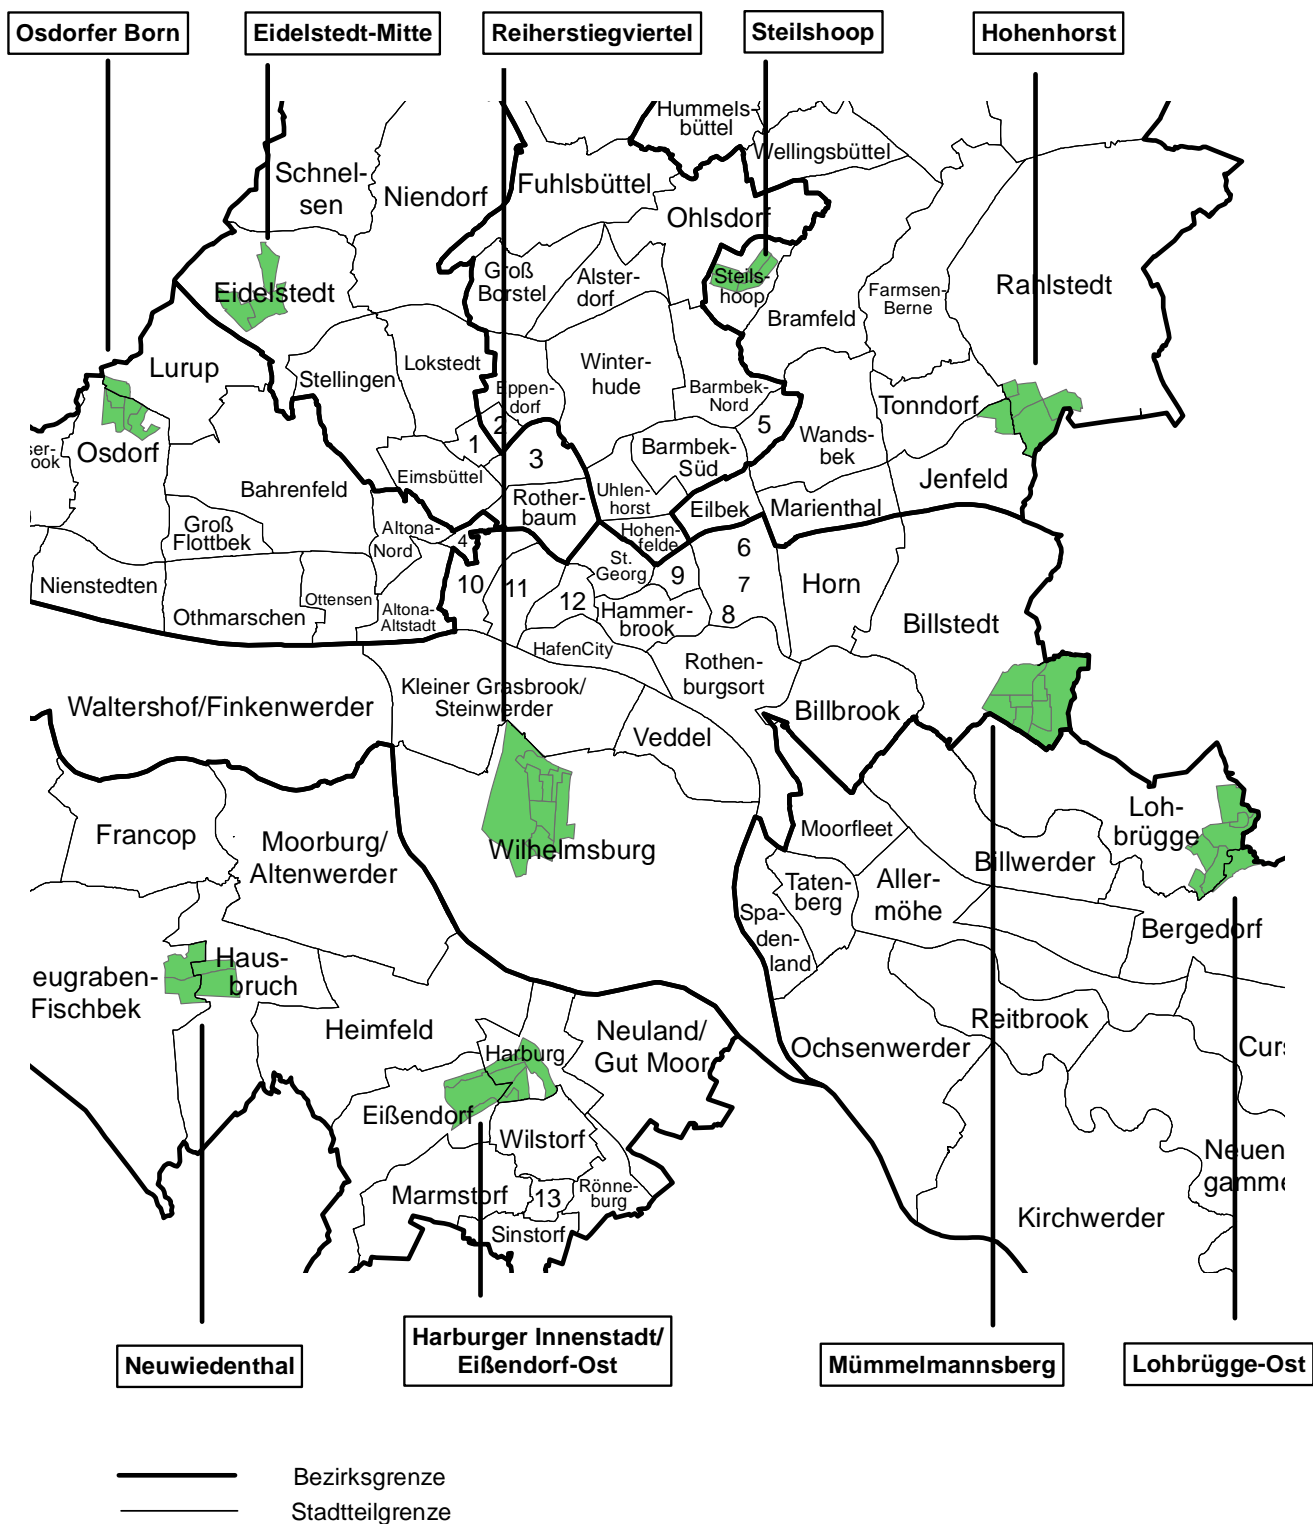 Osdorfer Born
Eidelstedt-Mitte
Reiherstiegviertel
Steilshoop
Hohenhorst
Hummels-
büttel
Wellingsbüttel
Schnel-
sen
Niendorf
Fuhlsbüttel
Ohlsdorf
Groß
Borstel
Alster-
dorf
Steils-
hoop
Bramfeld
Farmsen-
Berne
Rahlstedt
Eidelstedt
Lurup
Stellingen
Lokstedt
Eppen-
dorf
Winter-
hude
Barmbek-
Nord
Tonndorf
Wands-
bek
Jenfeld
1
2
3
5
Osdorf
ser-
ook
Eimsbüttel
Barmbek-
Süd
Bahrenfeld
Rother-
baum
Uhlen-
horst
Eilbek
Marienthal
Groß
Flottbek
Altona-
Nord
4
Hohen-
felde
6
Nienstedten
Othmarschen
Ottensen
Altona-
Altstadt
10
11
12
St.
Georg
9
7
8
Horn
Hammer-
brook
Billstedt
HafenCity
Rothen-
burgsort
Waltershof/Finkenwerder
Kleiner Grasbrook/
Steinwerder
Veddel
Billbrook
Francop
Moorburg/
Altenwerder
Wilhelmsburg
Moorfleet
Billwerder
Loh-
brügge
Taten-
berg
Aller-
möhe
Spa-
den-
land
Bergedorf
eugraben-
Fischbek
Haus-
bruch
Heimfeld
Harburg
Neuland/
Gut Moor
Ochsenwerder
Reitbrook
Curs
Eißendorf
Wilstorf
Neuen
gamme
Marmstorf
13
Rönne-
burg
Sinstorf
Kirchwerder
Neuwiedenthal
Harburger Innenstadt/
Eißendorf-Ost
Mümmelmannsberg
Lohbrügge-Ost
Bezirksgrenze
Stadtteilgrenze